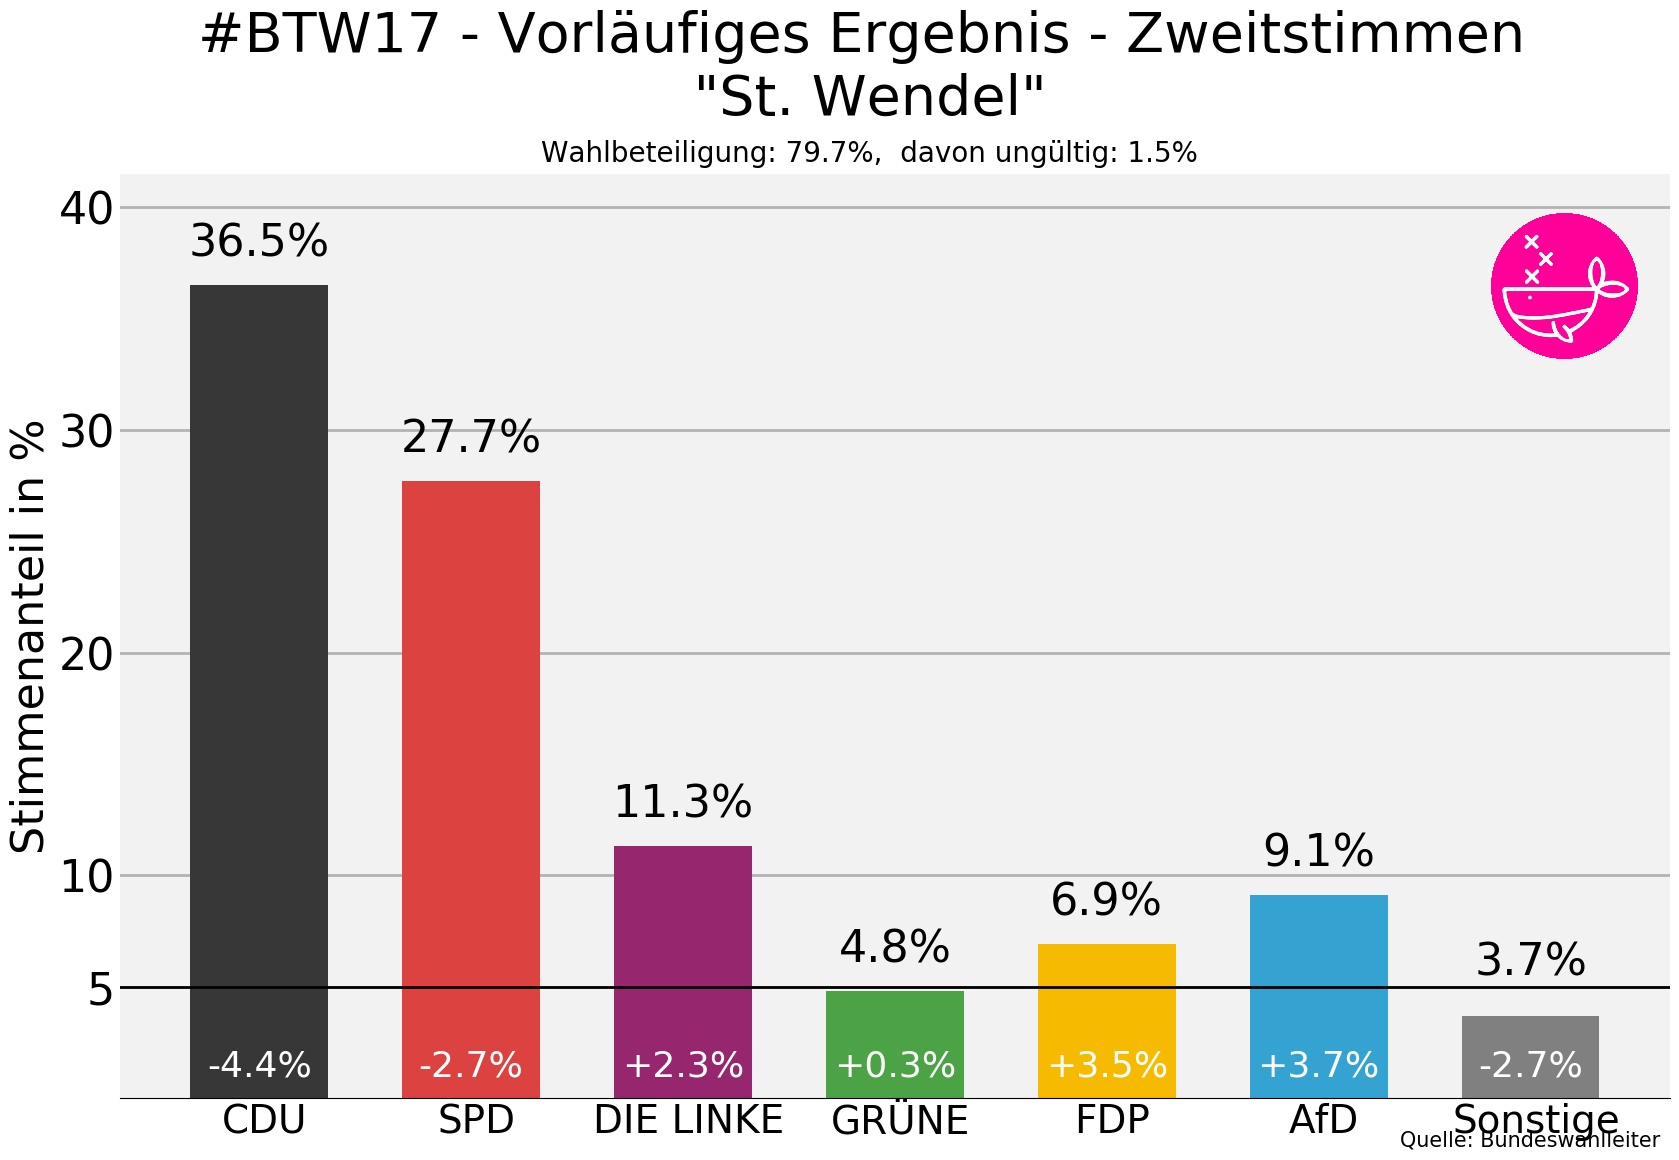 #BTW17 - Vorläufiges Ergebnis - Zweitstimmen
"St. Wendel"
Wahlbeteiligung: 79.7%,  davon ungültig: 1.5%
Stimmenanteil in %
40
30
20
10
5
36.5%
27.7%
11.3%
4.8%
6.9%
9.1%
3.7%
-4.4%
-2.7%
+2.3%
+0.3%
+3.5%
+3.7%
-2.7%
CDU
SPD
DIE LINKE
GRÜNE
FDP
AfD
Sonstige
Quelle: Bundeswahlleiter